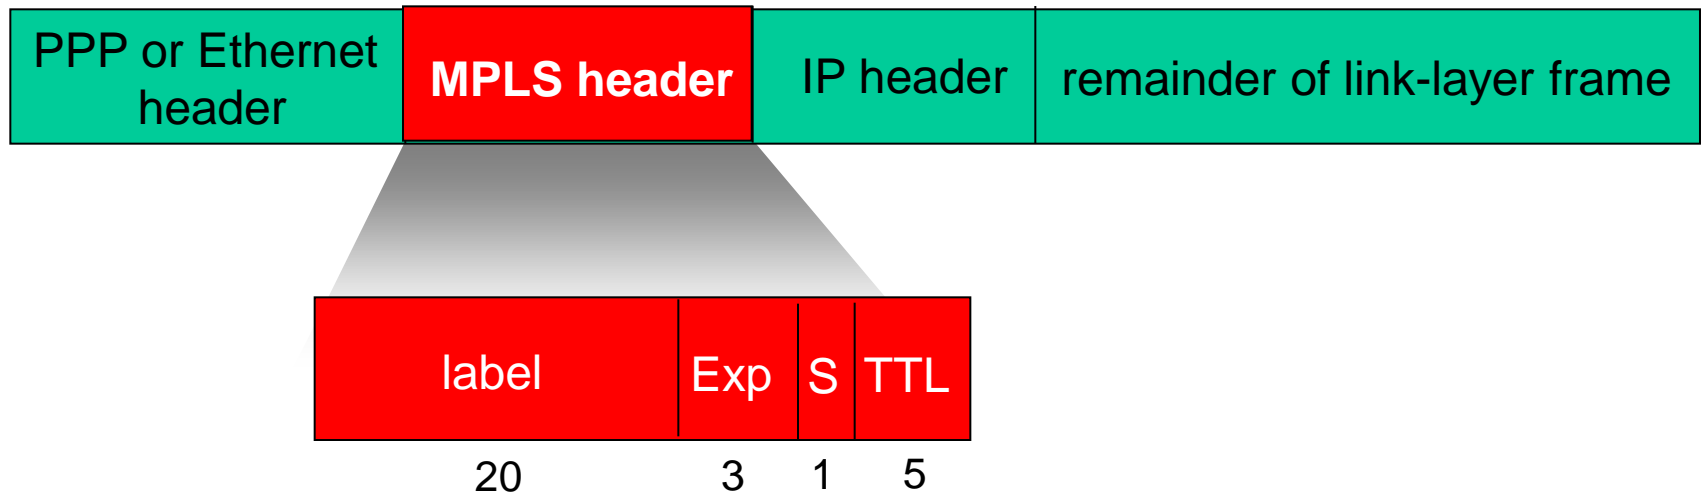 PPP or Ethernet
header
MPLS header
IP header
remainder of link-layer frame
label
Exp
S
TTL
20
3
1
5